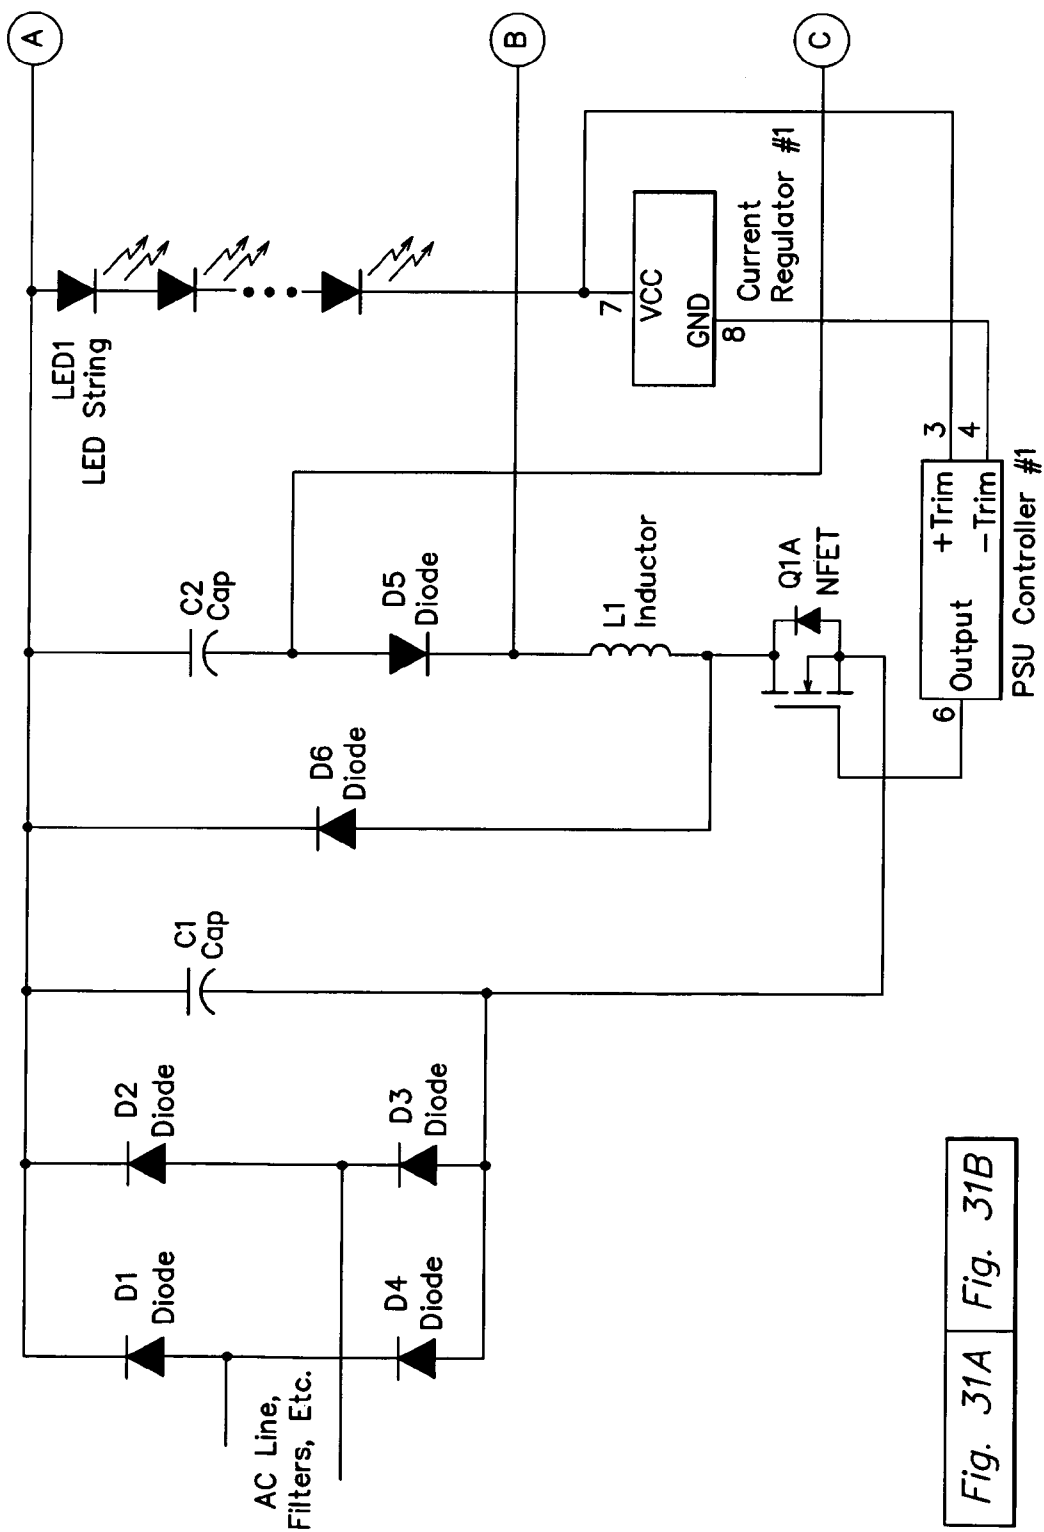 AC Line,
Filters, Etc.
D1
Diode
D2
Diode
D4
Diode
D3
Diode
C1
Cap
D6
Diode
C2
Cap
D5
Diode
L1
Inductor
Q1A
NFET
LED1
LED String
7
VCC
GND
8
Current
Regulator #1
6
Output
+Trim
-Trim
3
4
PSU Controller #1
A
B
C
Fig. 31A
Fig. 31B